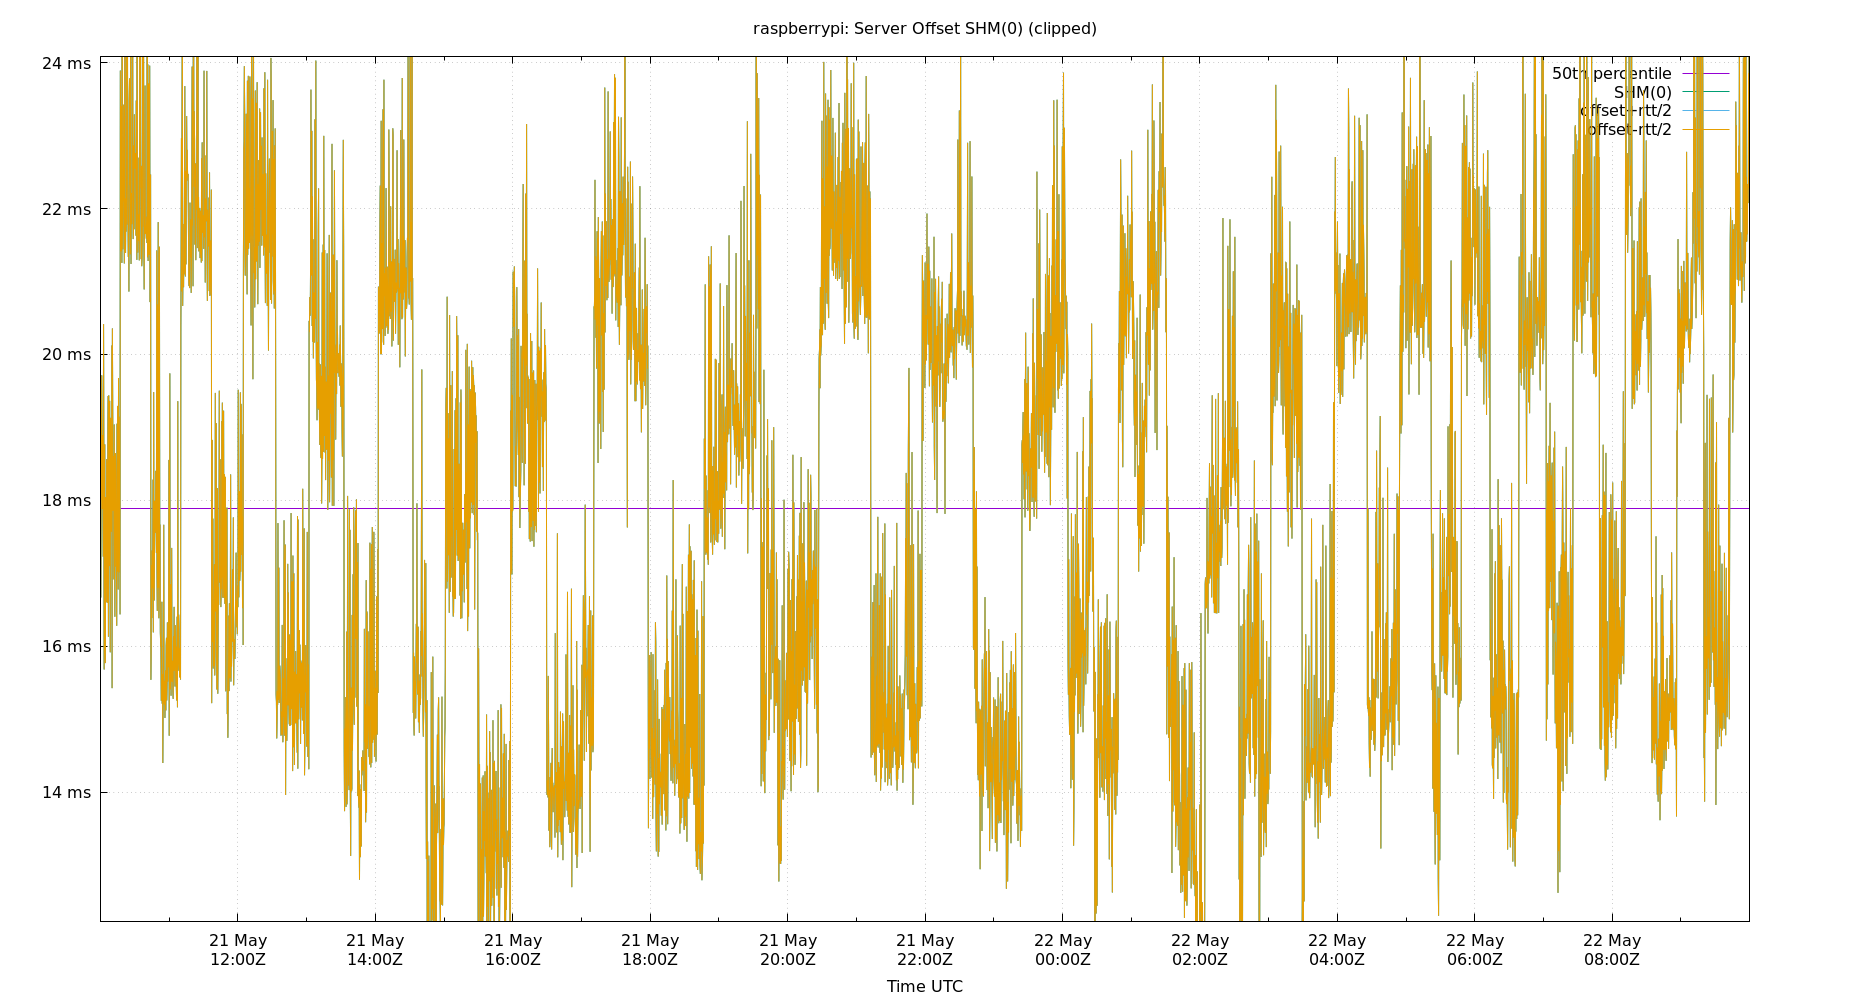 raspberrypi: Server Offset SHM(0) (clipped)
24 ms
22 ms
20 ms
18 ms
16 ms
14 ms
50th percentile
SHM(0)
offset+rtt/2
offset-rtt/2
21 May
12:00Z
21 May
14:00Z
21 May
16:00Z
21 May
18:00Z
21 May
20:00Z
21 May
22:00Z
22 May
00:00Z
22 May
02:00Z
22 May
04:00Z
22 May
06:00Z
22 May
08:00Z
Time UTC